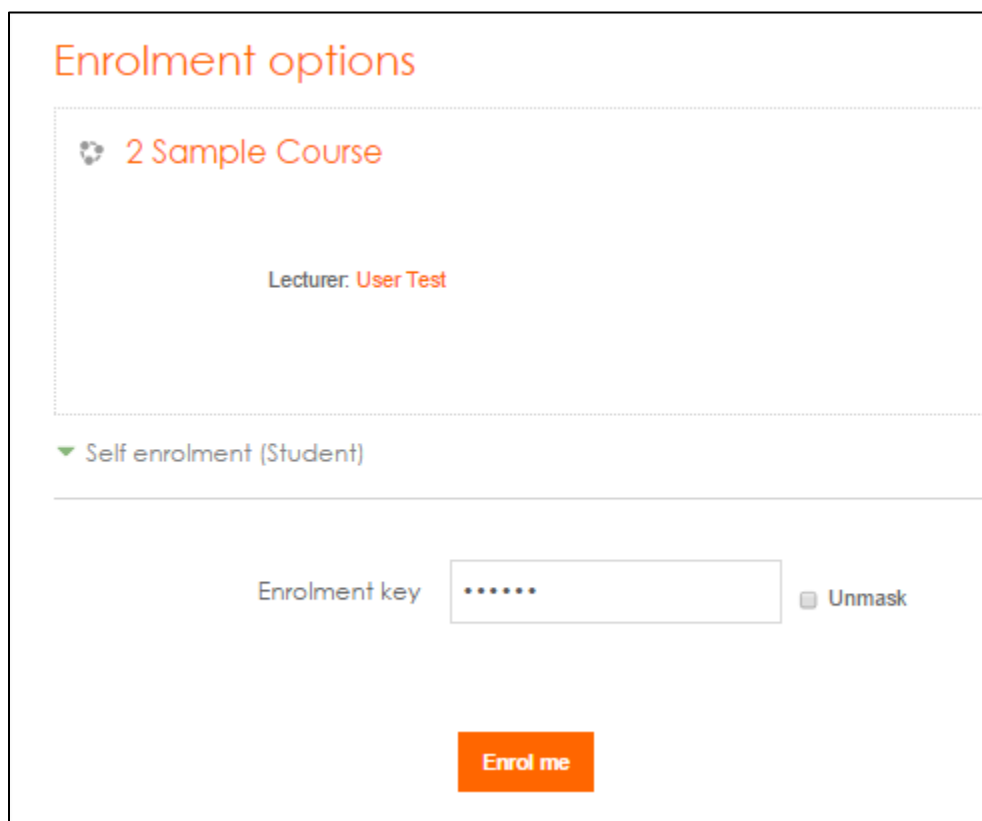 Enrolment options
2 Sample Course
Lecturer: User Test
Self enrolment (Student)
Enrolment key •••••• Unmask
Enrol me